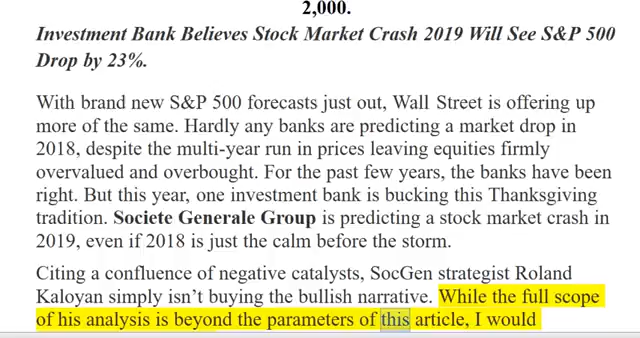 2,000.
Investment Bank Believes Stock Market Crash 2019 Will See S&P 500
Drop by 23%.
With brand new S&P 500 forecasts just out, Wall Street is offering up
more of the same. Hardly any banks are predicting a market drop in
2018, despite the multi-year run in prices leaving equities firmly
overvalued and overbought. For the past few years, the banks have been
right. But this year, one investment bank is bucking this Thanksgiving
tradition. Societe Generale Group is predicting a stock market crash in
2019, even if 2018 is just the calm before the storm.
Citing a confluence of negative catalysts, SocGen strategist Roland
Kaloyan simply isn’t buying the bullish narrative. While the full scope
of his analysis is beyond the parameters of this article, I would